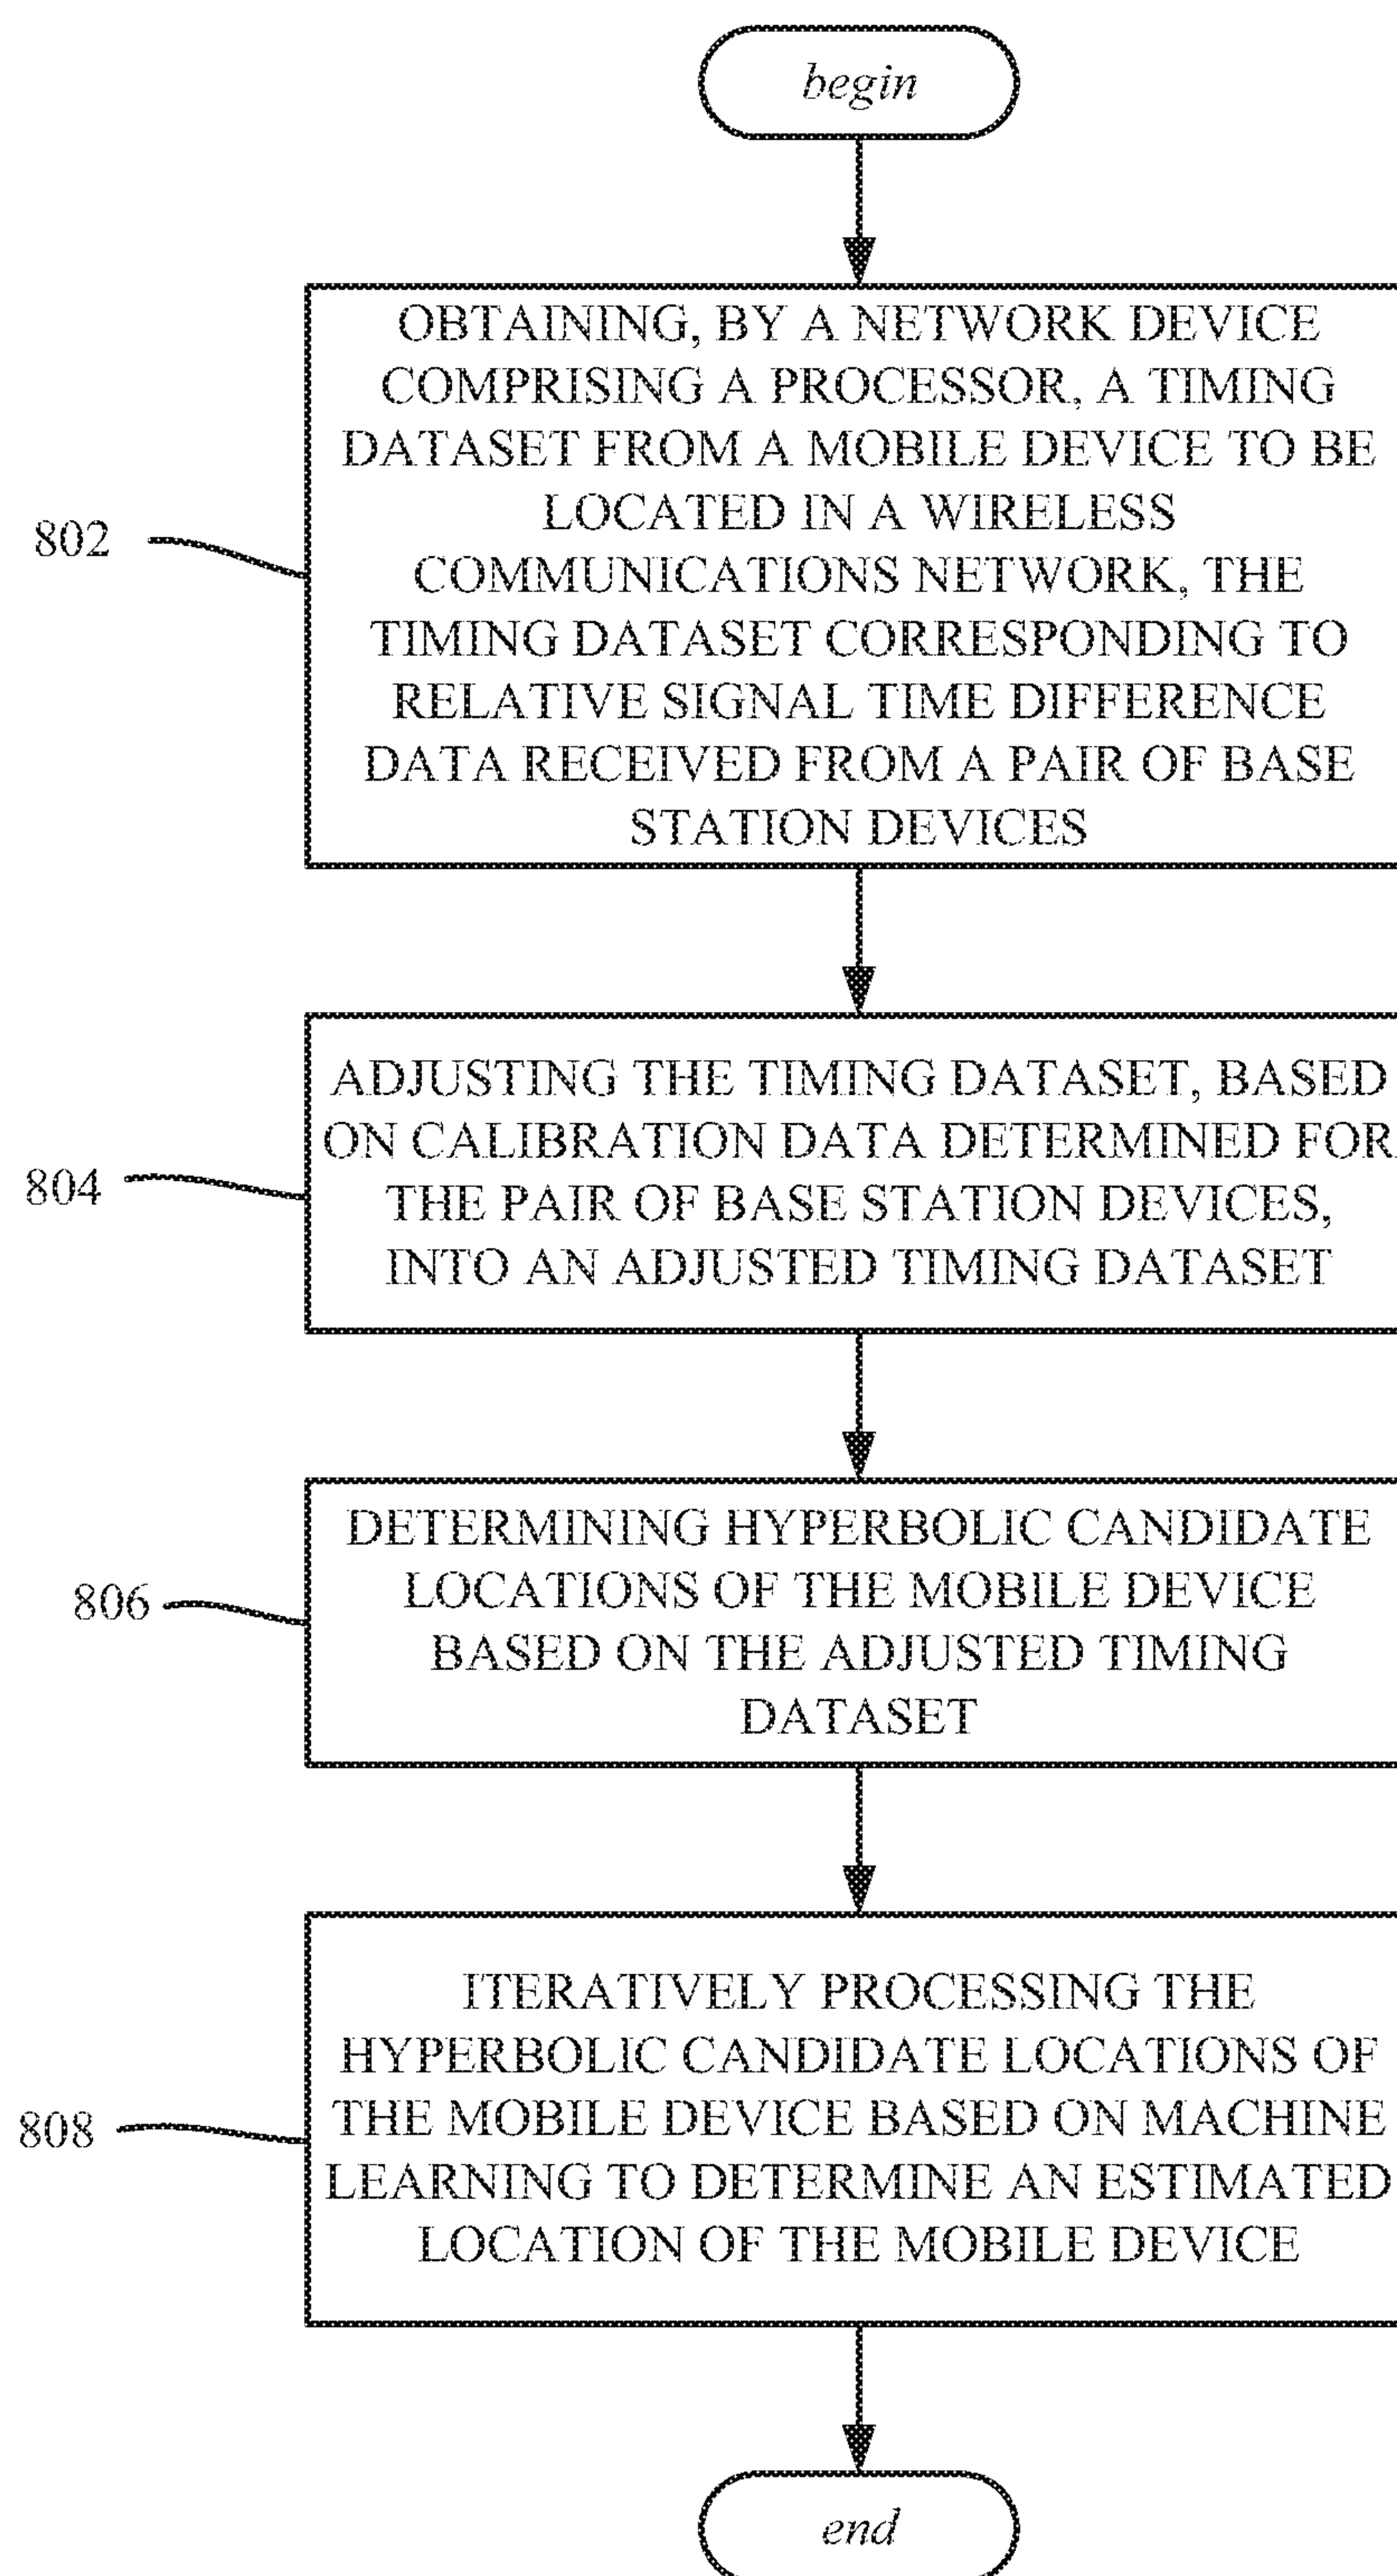 begin
OBTAINING, BY A NETWORK DEVICE
COMPRISING A PROCESSOR, A TIMING
DATASET FROM A MOBILE DEVICE TO BE
LOCATED IN A WIRELESS
COMMUNICATIONS NETWORK, THE
TIMING DATASET CORRESPONDING TO
RELATIVE SIGNAL TIME DIFFERENCE
DATA RECEIVED FROM A PAIR OF BASE
STATION DEVICES
802
ADJUSTING THE TIMING DATASET, BASED
ON CALIBRATION DATA DETERMINED FOR
THE PAIR OF BASE STATION DEVICES,
INTO AN ADJUSTED TIMING DATASET
804
DETERMINING HYPERBOLIC CANDIDATE
LOCATIONS OF THE MOBILE DEVICE
BASED ON THE ADJUSTED TIMING
DATASET
806
ITERATIVELY PROCESSING THE
HYPERBOLIC CANDIDATE LOCATIONS OF
THE MOBILE DEVICE BASED ON MACHINE
LEARNING TO DETERMINE AN ESTIMATED
LOCATION OF THE MOBILE DEVICE
808
end